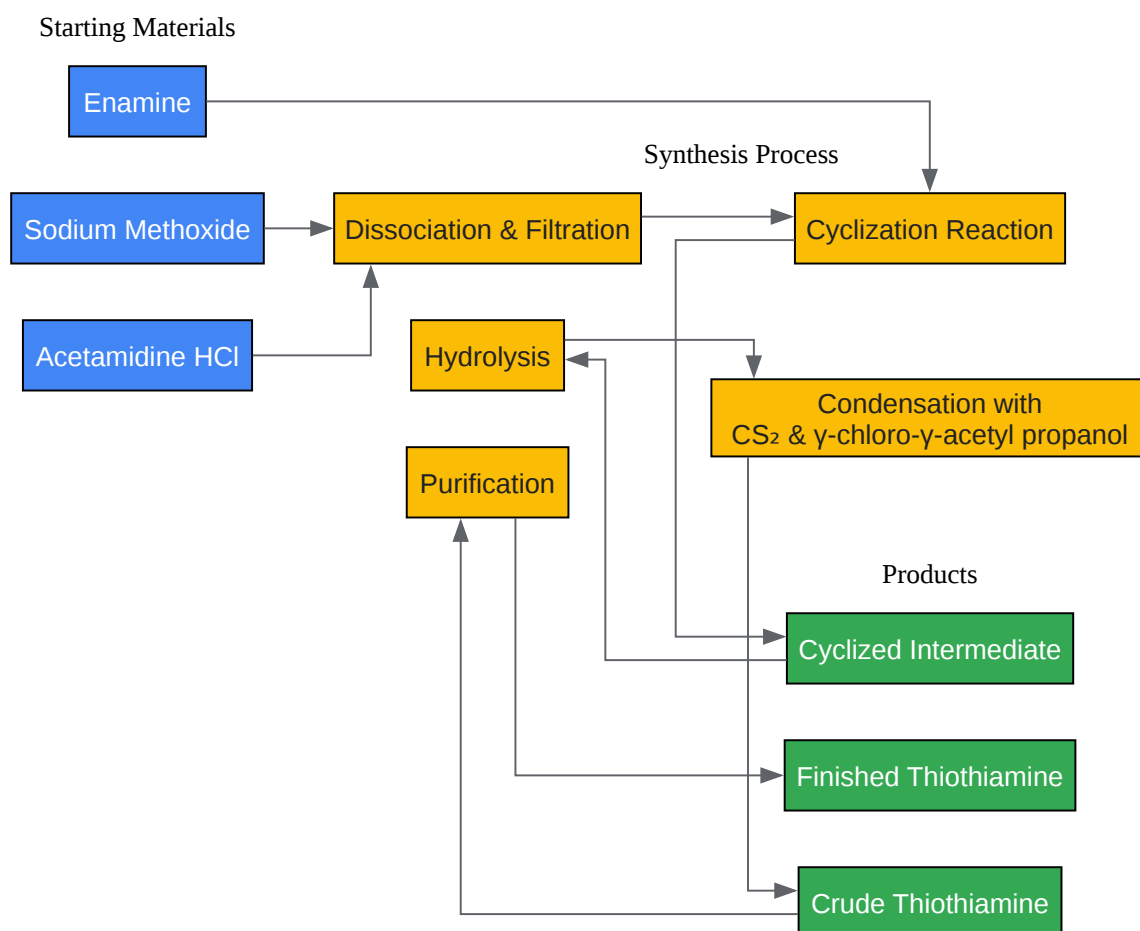 Starting Materials
Enamine
Synthesis Process
Sodium Methoxide
Dissociation & Filtration
Cyclization Reaction
Acetamidine HCl
Hydrolysis
Condensation with
CS₂ & γ-chloro-γ-acetyl propanol
Purification
Products
Cyclized Intermediate
Finished Thiothiamine
Crude Thiothiamine